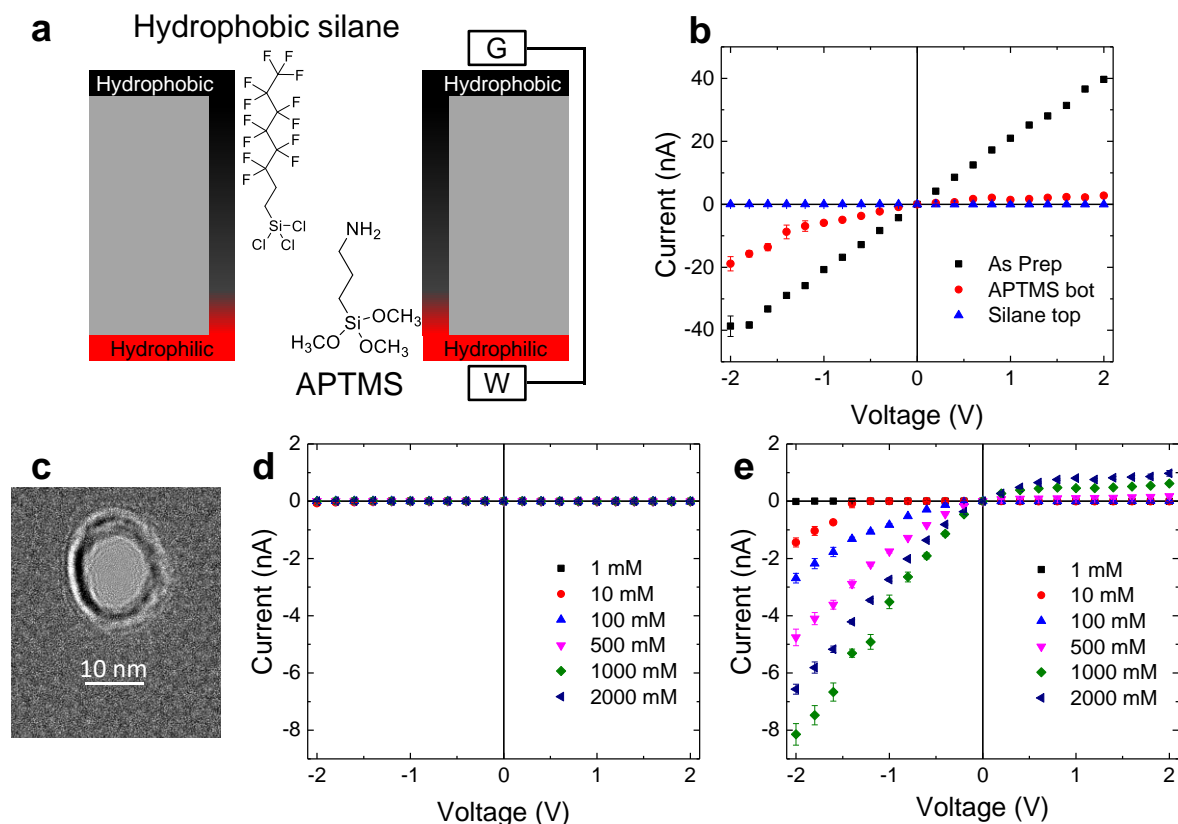 a
Hydrophobic silane
G
Hydrophobic
Hydrophobic
F
F
F
F
F
F
F
F
F
F
F
F
F
Si
Cl
Cl
Cl
NH2
Si
OCH3
H3CO
OCH3
Hydrophilic
Hydrophilic
APTMS
W
b
Current (nA)
40
20
0
-20
-40
As Prep
APTMS bot
Silane top
-2
-1
0
1
2
Voltage (V)
c
10 nm
d
Current (nA)
2
0
-2
-4
-6
-8
1 mM
10 mM
100 mM
500 mM
1000 mM
2000 mM
-2
-1
0
1
2
Voltage (V)
e
Current (nA)
2
0
-2
-4
-6
-8
1 mM
10 mM
100 mM
500 mM
1000 mM
2000 mM
-2
-1
0
1
2
Voltage (V)